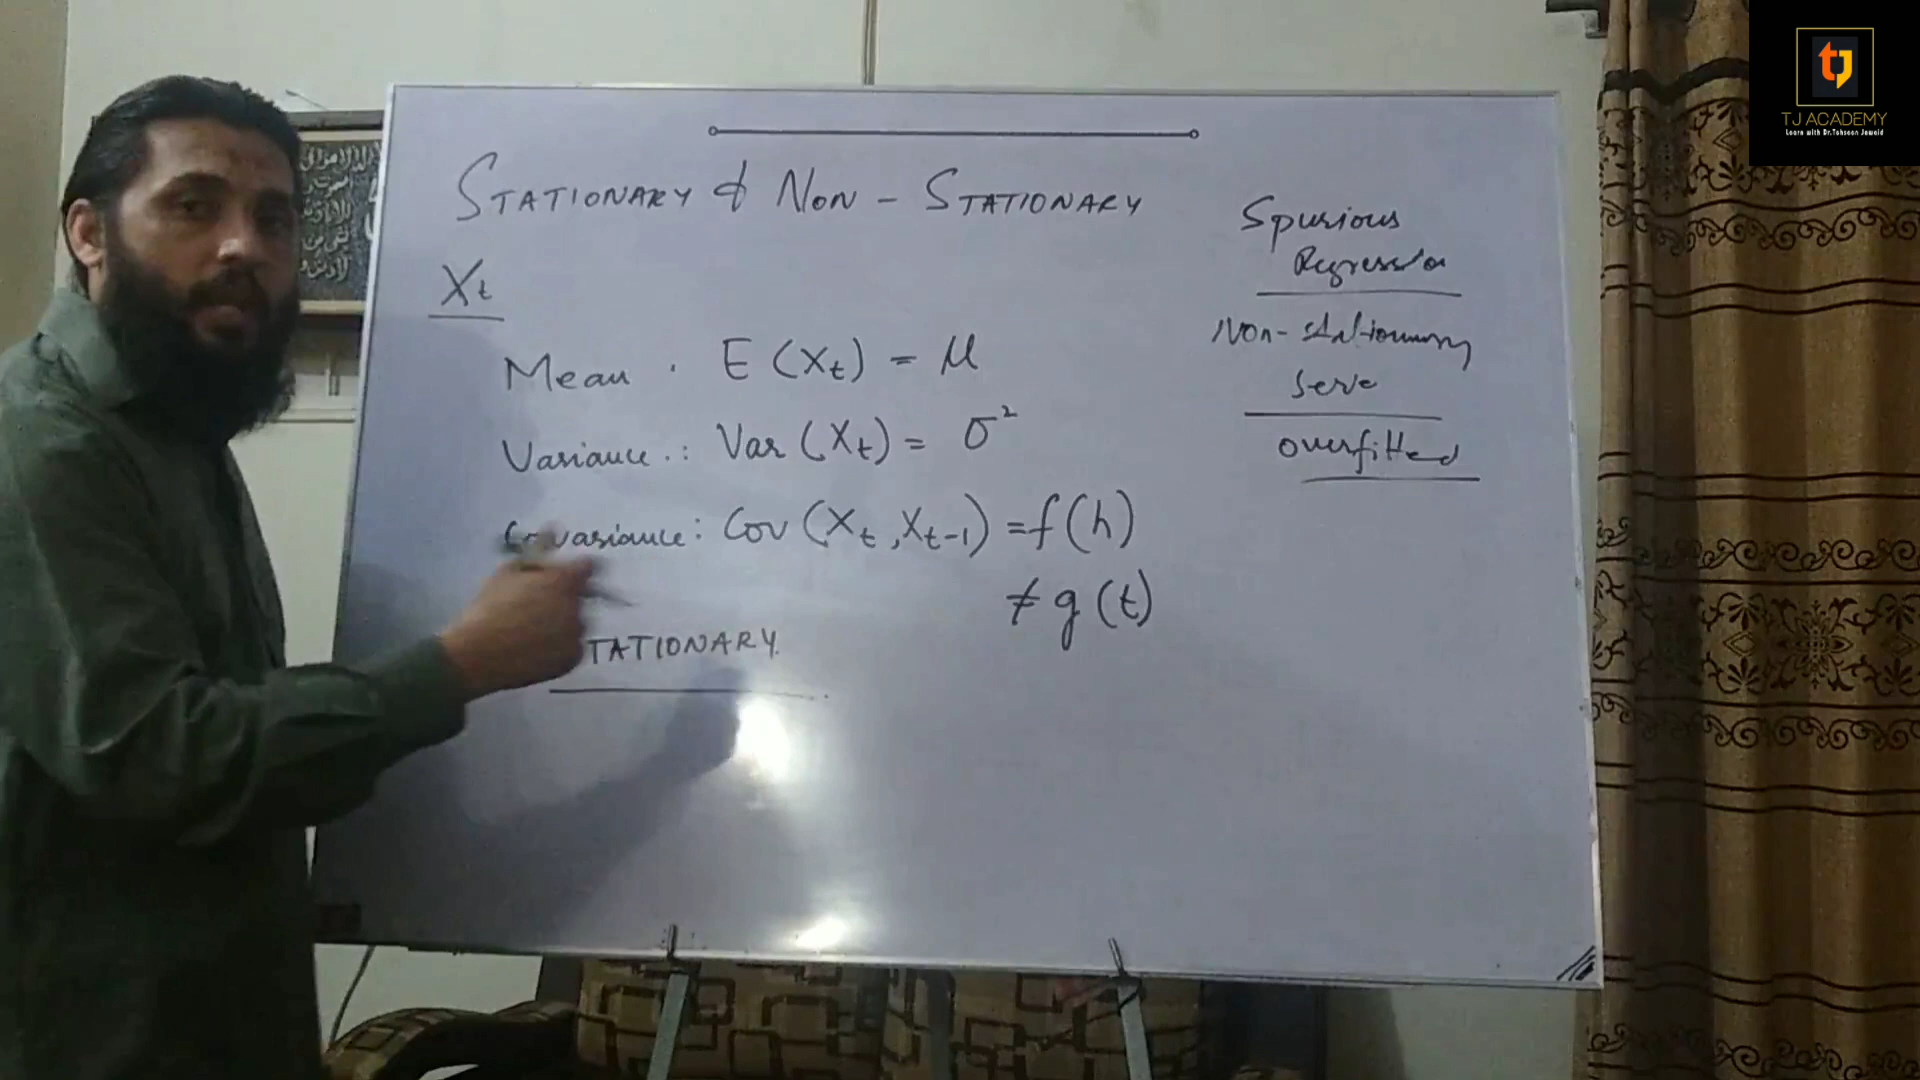 STATIONARY & NON - STATIONARY
Xt
Mean . E (Xt) = μ
Variance.: Var (Xt) = σ²
Covariance: Cov (Xt, Xt-1) = f(h)
≠ g(t)
TATIONARY.
Spurious
Regression
Non-stationary
overfitted
TJ
TJ ACADEMY
Learn with Dr.Tahseen Jawaid